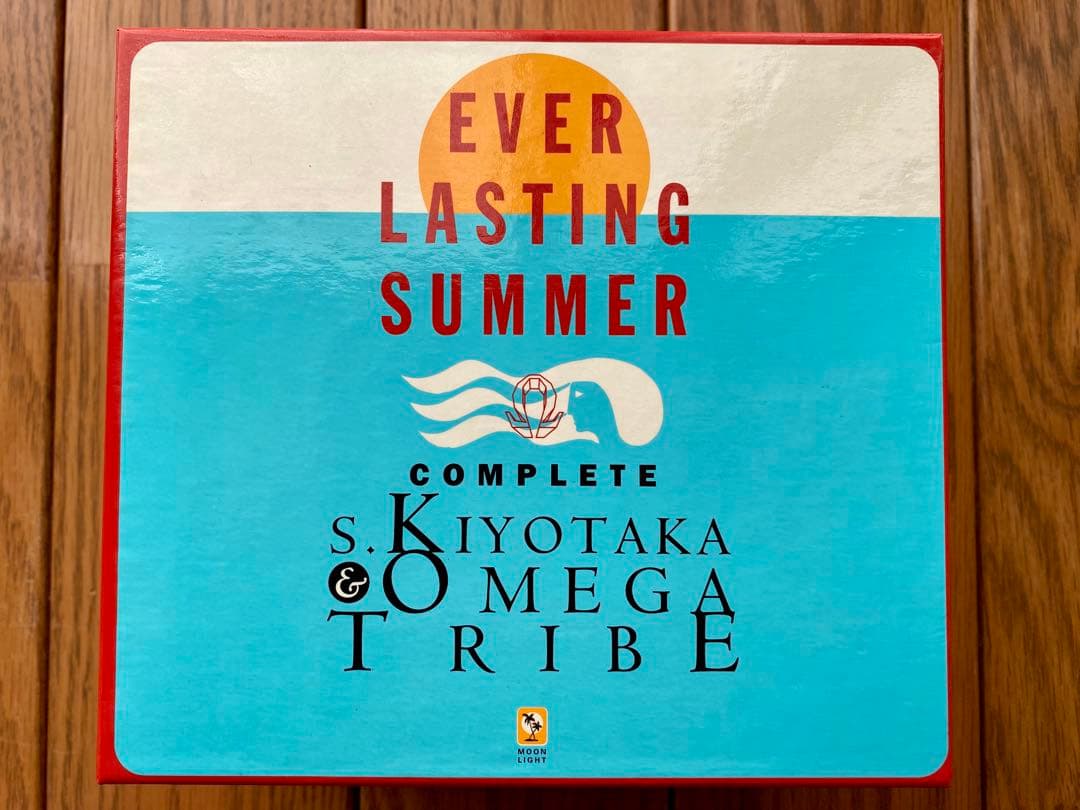 EVER
LASTING
SUMMER
COMPLETE
S. KIYOTAKA
& OMEGA
TRIBE
MOON
LIGHT